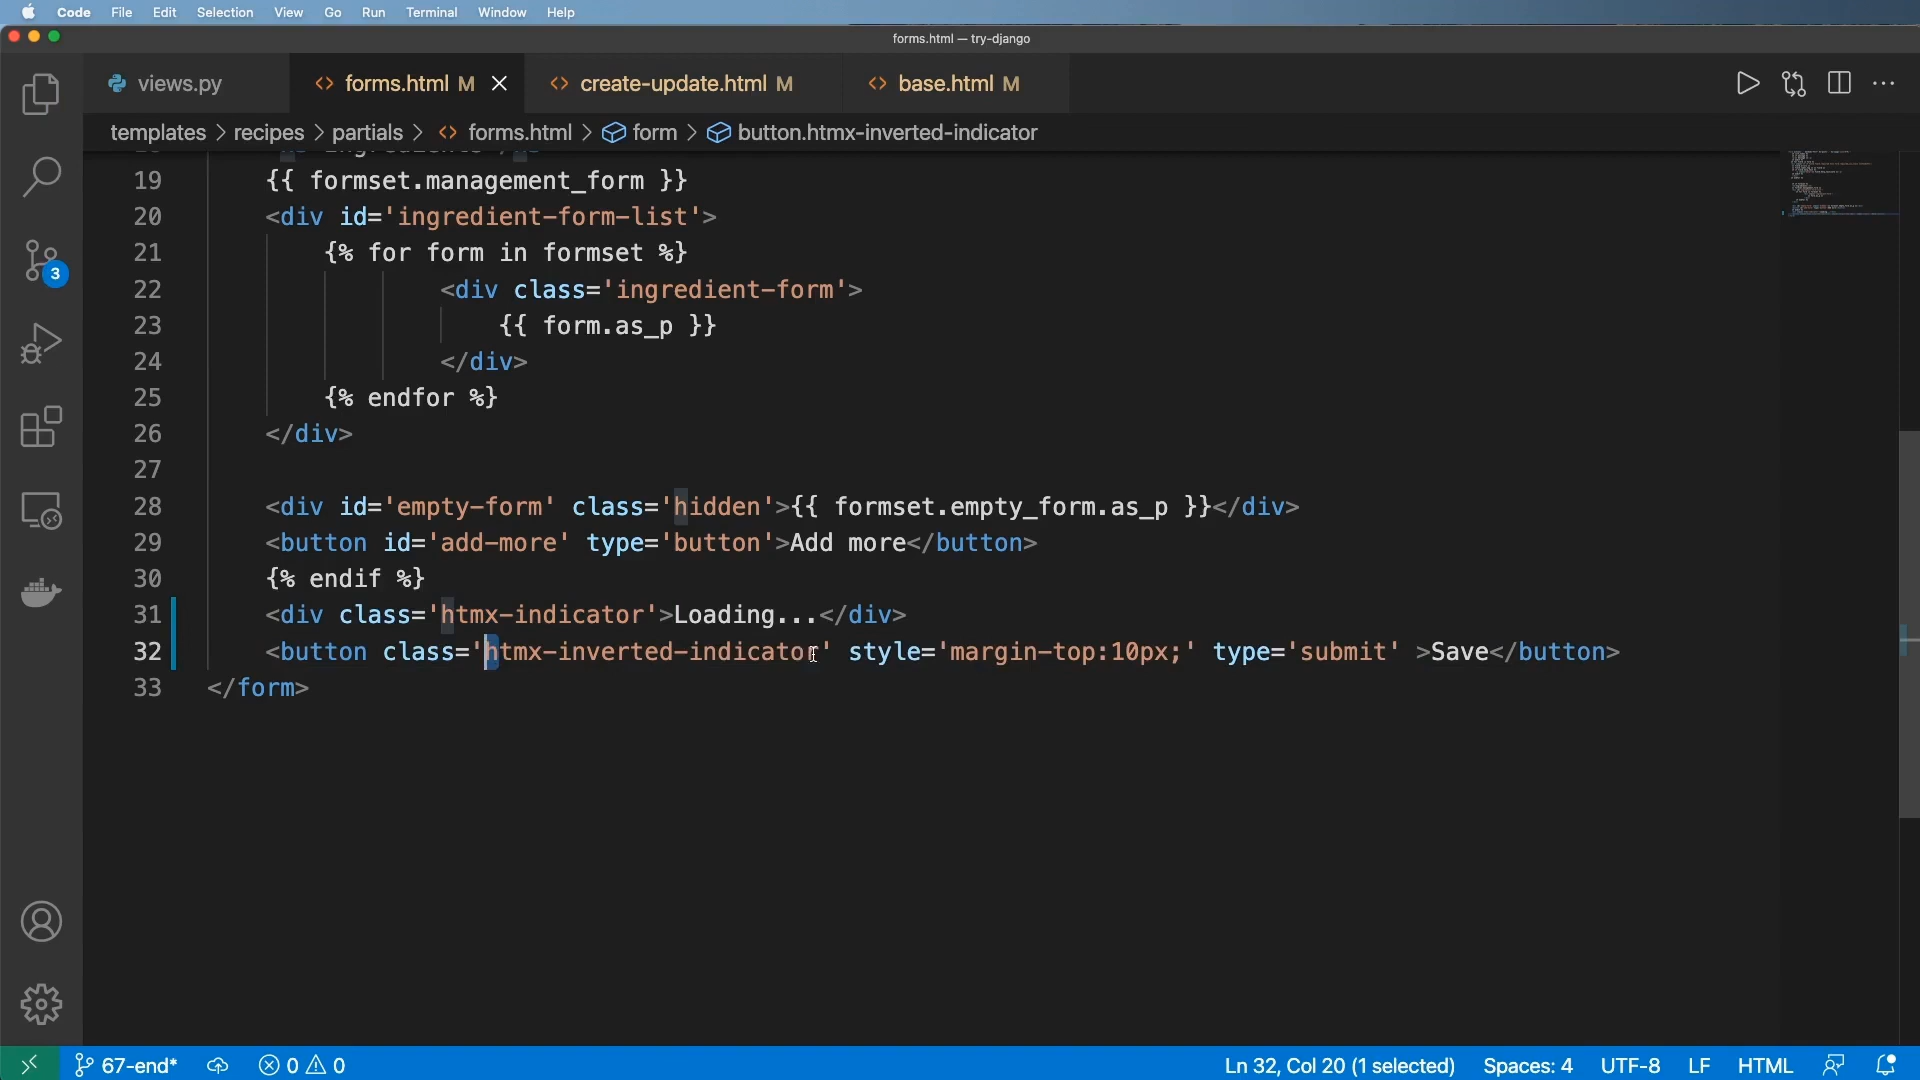 Code File Edit Selection View Go Run Terminal Window Help
forms.html — try-django
views.py forms.html M create-update.html M base.html M
templates > recipes > partials > forms.html > form > button.htmx-inverted-indicator
19 {{ formset.management_form }}
20 <div id='ingredient-form-list'>
21 {% for form in formset %}
22 <div class='ingredient-form'>
23 {{ form.as_p }}
24 </div>
25 {% endfor %}
26 </div>
27
28 <div id='empty-form' class='hidden'>{{ formset.empty_form.as_p }}</div>
29 <button id='add-more' type='button'>Add more</button>
30 {% endif %}
31 <div class='htmx-indicator'>Loading...</div>
32 <button class='htmx-inverted-indicator' style='margin-top:10px;' type='submit' >Save</button>
33 </form>
3
67-end* 0 0 Ln 32, Col 20 (1 selected) Spaces: 4 UTF-8 LF HTML